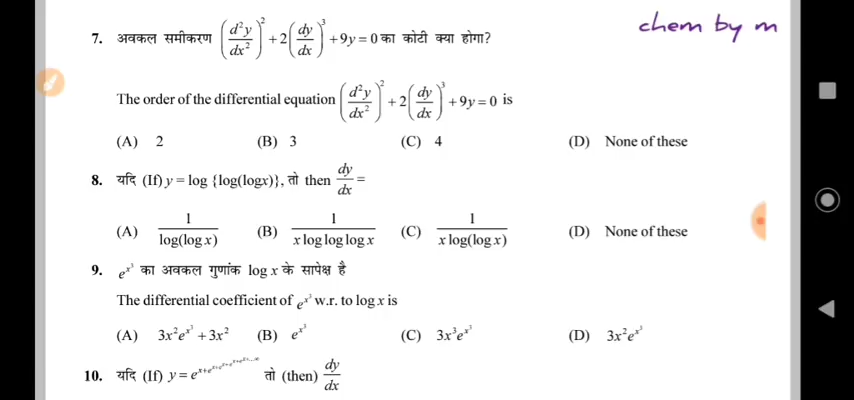 chem by m
7. अवकल समीकरण (d²y/dx²)² + 2(dy/dx)³ + 9y = 0 का कोटी क्या होगा?
The order of the differential equation (d²y/dx²)² + 2(dy/dx)³ + 9y = 0 is
(A) 2 (B) 3 (C) 4 (D) None of these
8. यदि (If) y = log {log(logx)}, तो then dy/dx =
(A) 1/log(log x) (B) 1/x log log log x (C) 1/x log(log x) (D) None of these
9. e^x³ का अवकल गुणांक log x के सापेक्ष है
The differential coefficient of e^x³ w.r. to log x is
(A) 3x²e^x³ + 3x² (B) e^x³ (C) 3x³e^x³ (D) 3x²e^x³
10. यदि (If) y = e^x+e^x+e^x+e^x+e^x+...∞ तो (then) dy/dx